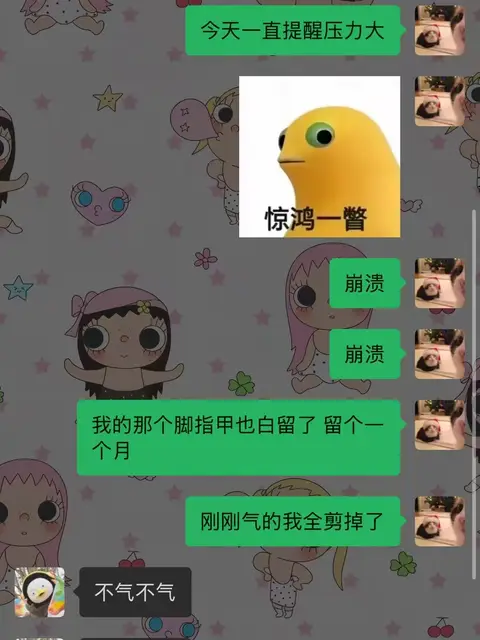 今天一直提醒压力大
惊鸿一瞥
崩溃
崩溃
我的那个脚指甲也白留了 留个一
个月
刚刚气的我全剪掉了
不气不气